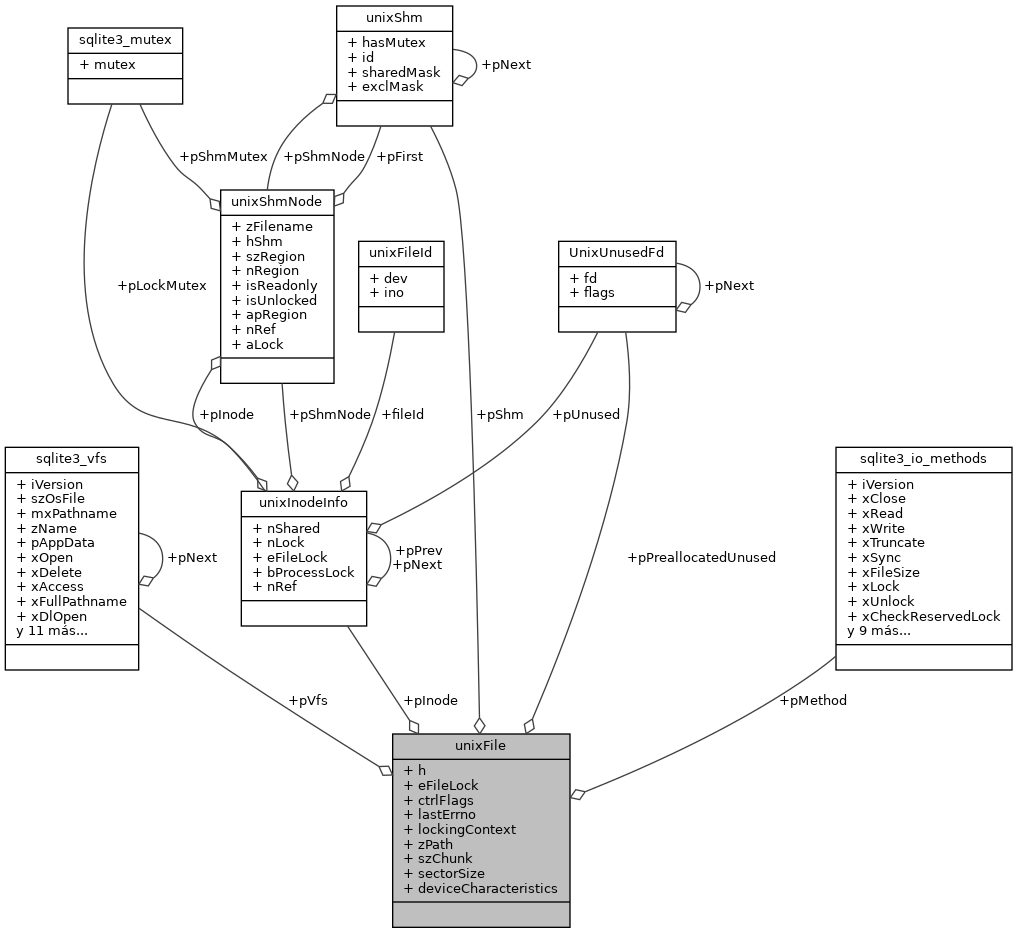 unixShm
+ hasMutex
+ id
+ sharedMask
+ exclMask
+pNext
sqlite3_mutex
+ mutex
+pShmMutex
+pShmNode
+pFirst
unixShmNode
+ zFilename
+ hShm
+ szRegion
+ nRegion
+ isReadonly
+ isUnlocked
+ apRegion
+ nRef
+ aLock
unixFileId
+ dev
+ ino
UnixUnusedFd
+ fd
+ flags
+pNext
+pLockMutex
+pInode
+pShmNode
+fileId
+pShm
+pUnused
sqlite3_vfs
+ iVersion
+ szOsFile
+ mxPathname
+ zName
+ pAppData
+ xOpen
+ xDelete
+ xAccess
+ xFullPathname
+ xDlOpen
y 11 más...
+pNext
unixInodeInfo
+ nShared
+ nLock
+ eFileLock
+ bProcessLock
+ nRef
+pPrev
+pNext
+pPreallocatedUnused
sqlite3_io_methods
+ iVersion
+ xClose
+ xRead
+ xWrite
+ xTruncate
+ xSync
+ xFileSize
+ xLock
+ xUnlock
+ xCheckReservedLock
y 9 más...
+pVfs
+pInode
+pMethod
unixFile
+ h
+ eFileLock
+ ctrlFlags
+ lastErrno
+ lockingContext
+ zPath
+ szChunk
+ sectorSize
+ deviceCharacteristics